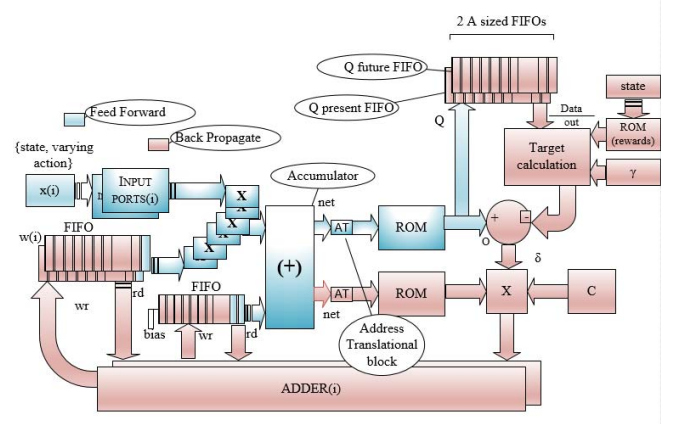 2 A sized FIFOs
Q future FIFO
Q present FIFO
state
Data
out
ROM
(rewards)
Feed Forward
Q
Back Propagate
Target
calculation
{state, varying
action}
γ
x(i)
INPUT
PORTS(i)
X
Accumulator
X
X
X
net
FIFO
w(i)
AT
ROM
+
-
O
(+)
δ
FIFO
AT
ROM
X
C
wr
rd
net
bias
wr
rd
Address
Translational
block
ADDER(i)